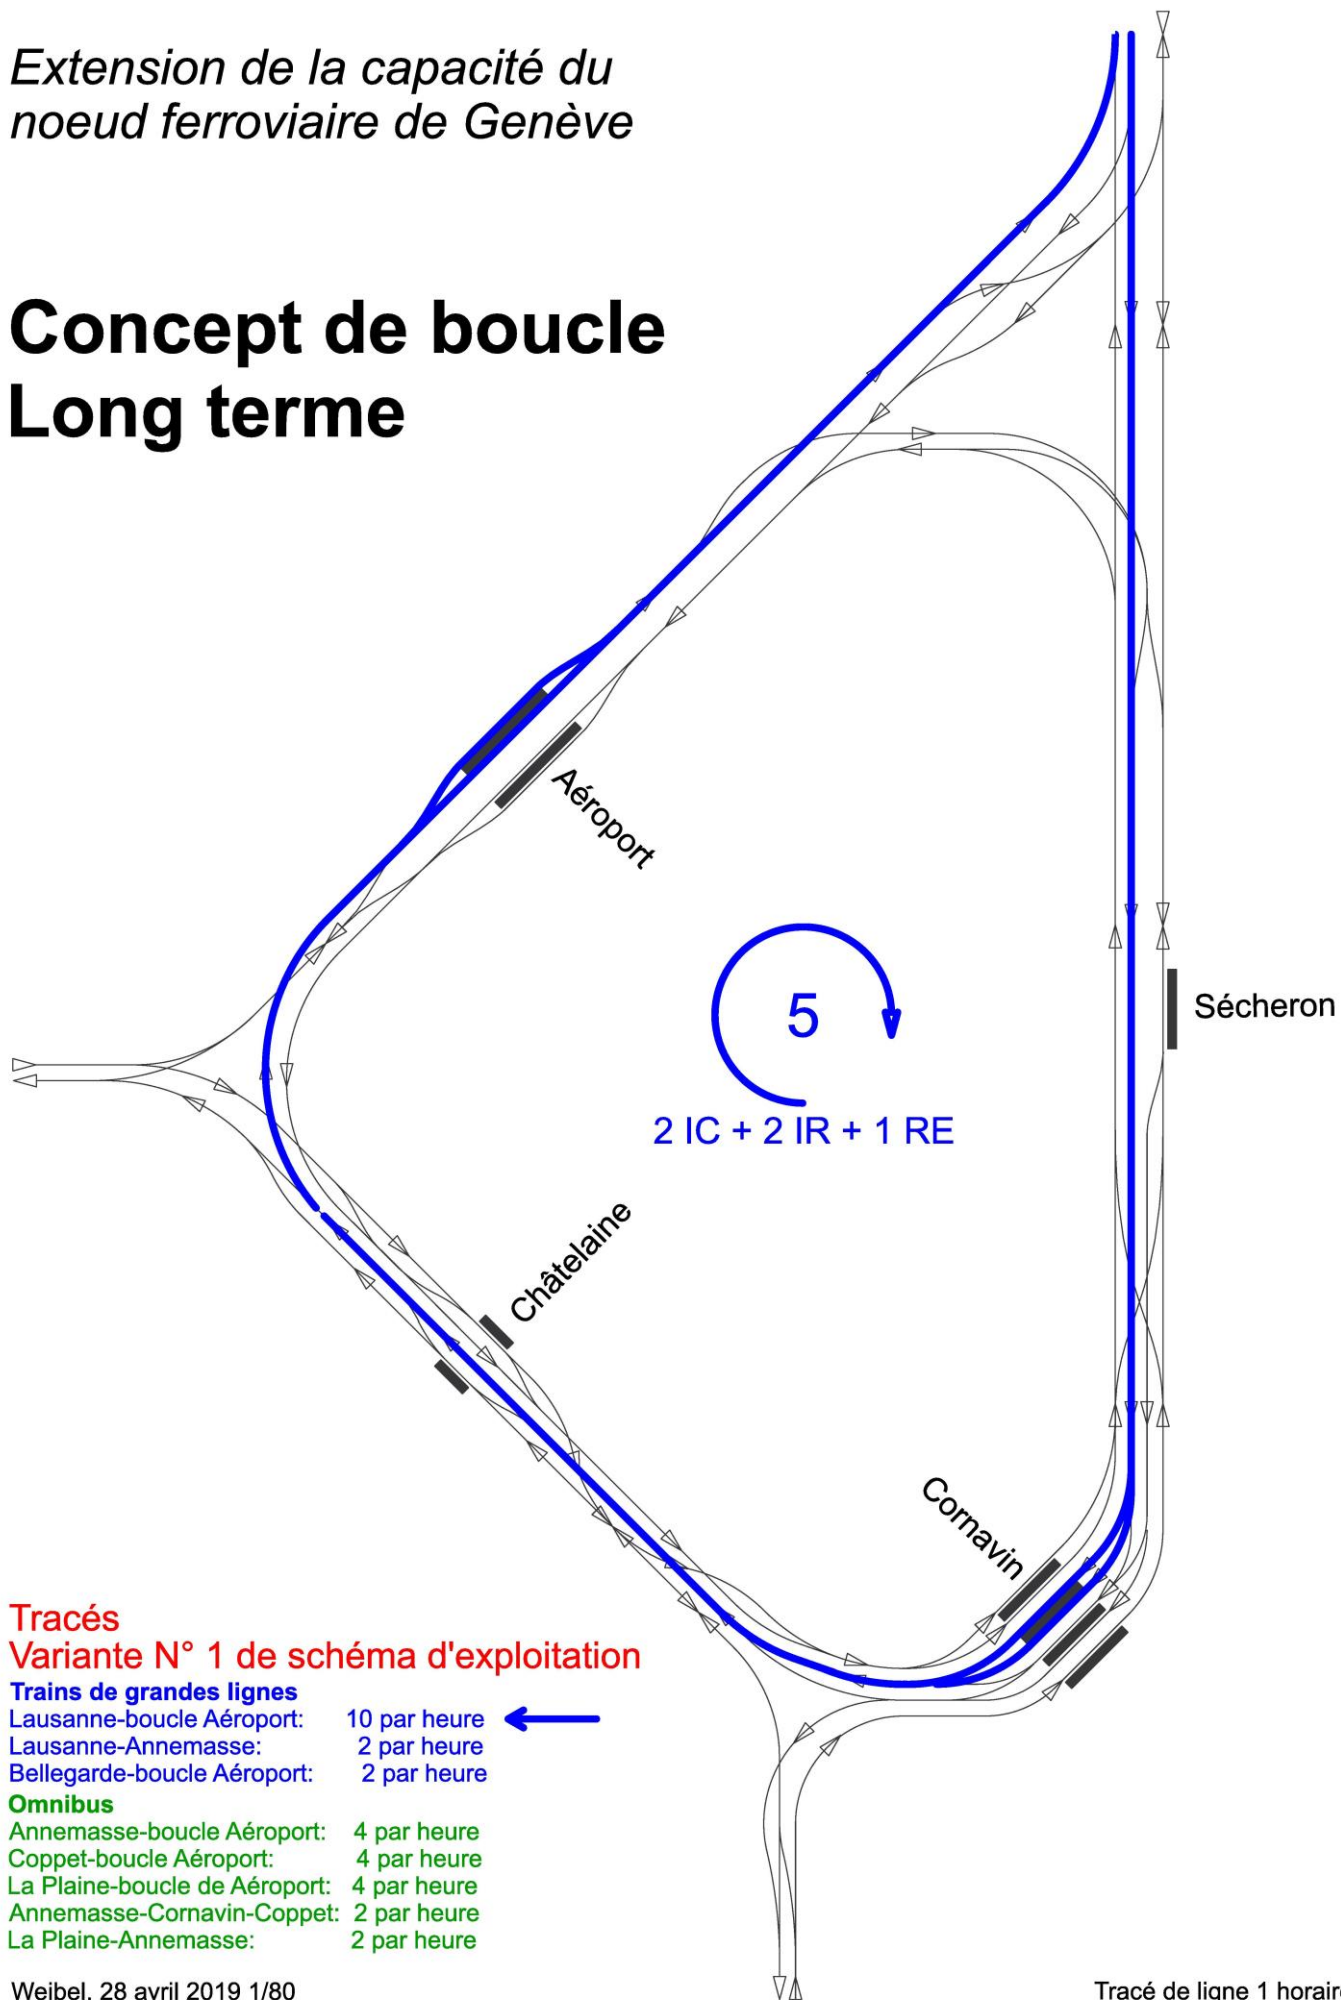 Extension de la capacité du
noeud ferroviaire de Genève
Concept de boucle
Long terme
Aéroport
5
2 IC + 2 IR + 1 RE
Sécheron
Châtelaine
Cornavin
Tracés
Variante N° 1 de schéma d'exploitation
Trains de grandes lignes
Lausanne-boucle Aéroport: 10 par heure
Lausanne-Annemasse: 2 par heure
Bellegarde-boucle Aéroport: 2 par heure
Omnibus
Annemasse-boucle Aéroport: 4 par heure
Coppet-boucle Aéroport: 4 par heure
La Plaine-boucle de Aéroport: 4 par heure
Annemasse-Cornavin-Coppet: 2 par heure
La Plaine-Annemasse: 2 par heure
Weibel, 28 avril 2019 1/80
Tracé de ligne 1 horaire